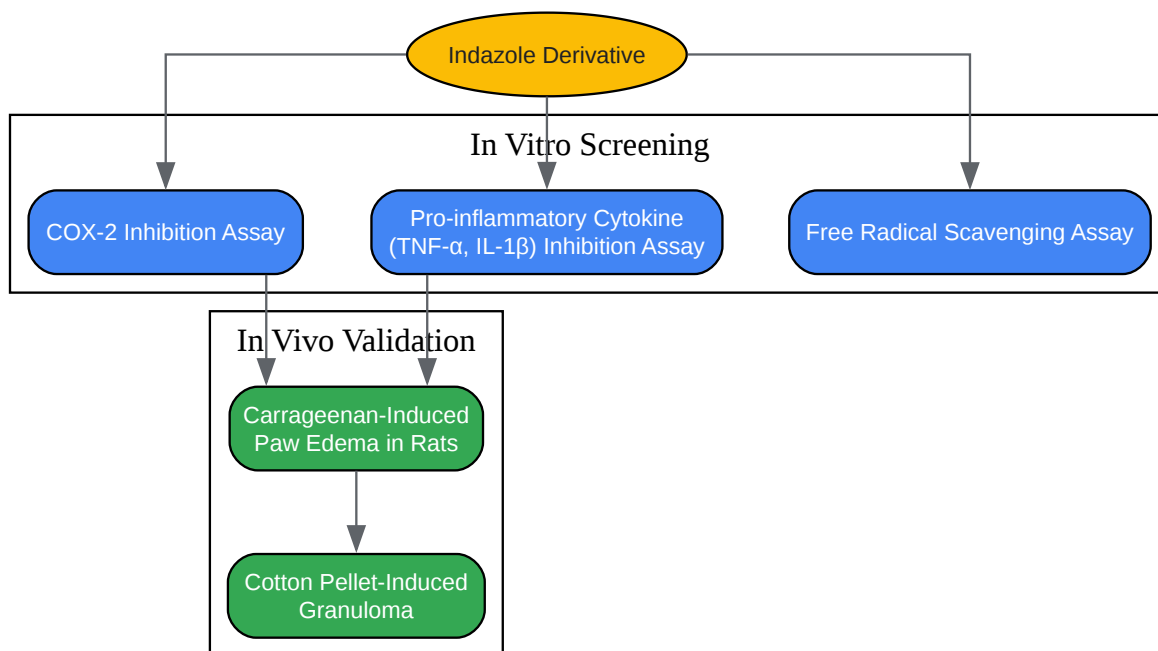 Indazole Derivative
In Vitro Screening
COX-2 Inhibition Assay
Pro-inflammatory Cytokine
(TNF-α, IL-1β) Inhibition Assay
Free Radical Scavenging Assay
In Vivo Validation
Carrageenan-Induced
Paw Edema in Rats
Cotton Pellet-Induced
Granuloma